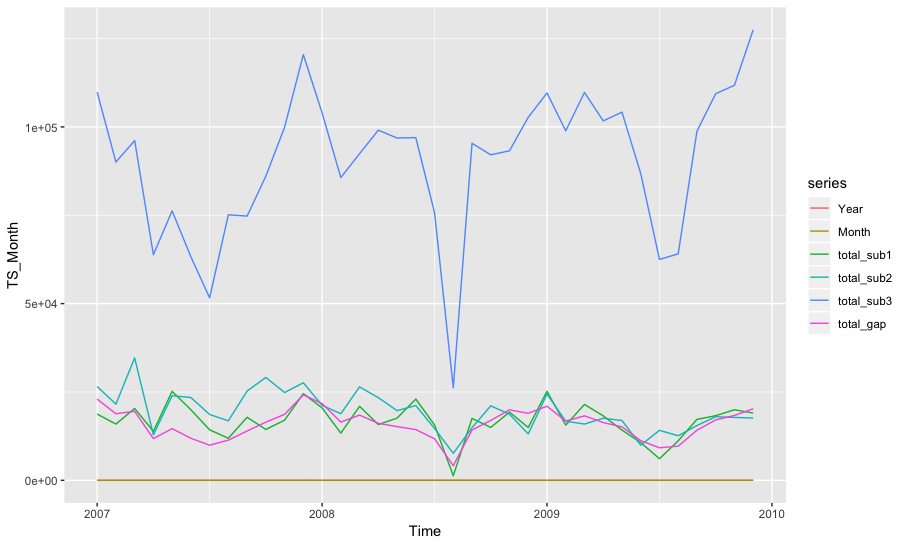 TS_Month
1e+05
5e+04
0e+00
2007
2008
2009
2010
Time
series
Year
Month
total_sub1
total_sub2
total_sub3
total_gap